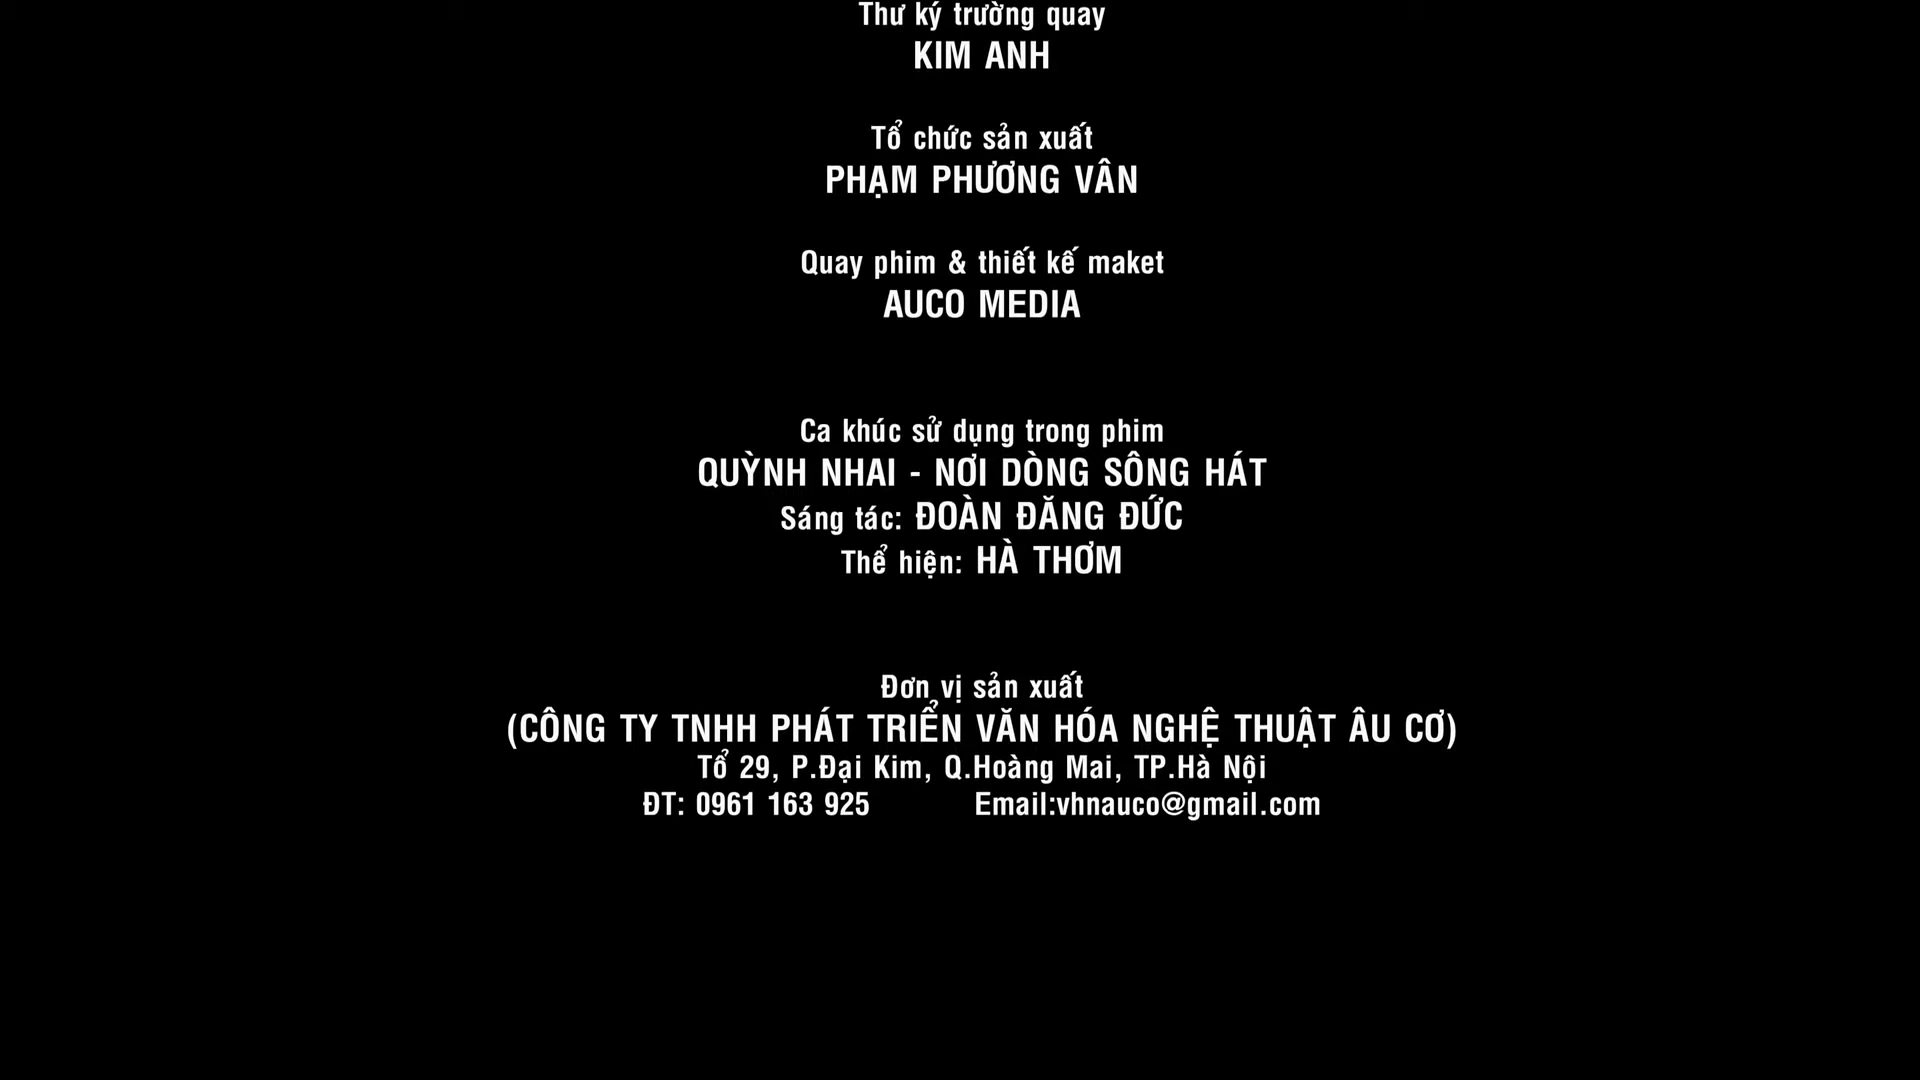 Thư ký trường quay
KIM ANH
Tổ chức sản xuất
PHẠM PHƯƠNG VÂN
Quay phim & thiết kế maket
AUCO MEDIA
Ca khúc sử dụng trong phim
QUỲNH NHAI - NƠI DÒNG SÔNG HÁT
Sáng tác: ĐOÀN ĐĂNG ĐỨC
Thể hiện: HÀ THƠM
Đơn vị sản xuất
(CÔNG TY TNHH PHÁT TRIỂN VĂN HÓA NGHỆ THUẬT ÂU CƠ)
Tổ 29, P.Đại Kim, Q.Hoàng Mai, TP.Hà Nội
ĐT: 0961 163 925 Email:vhnauco@gmail.com